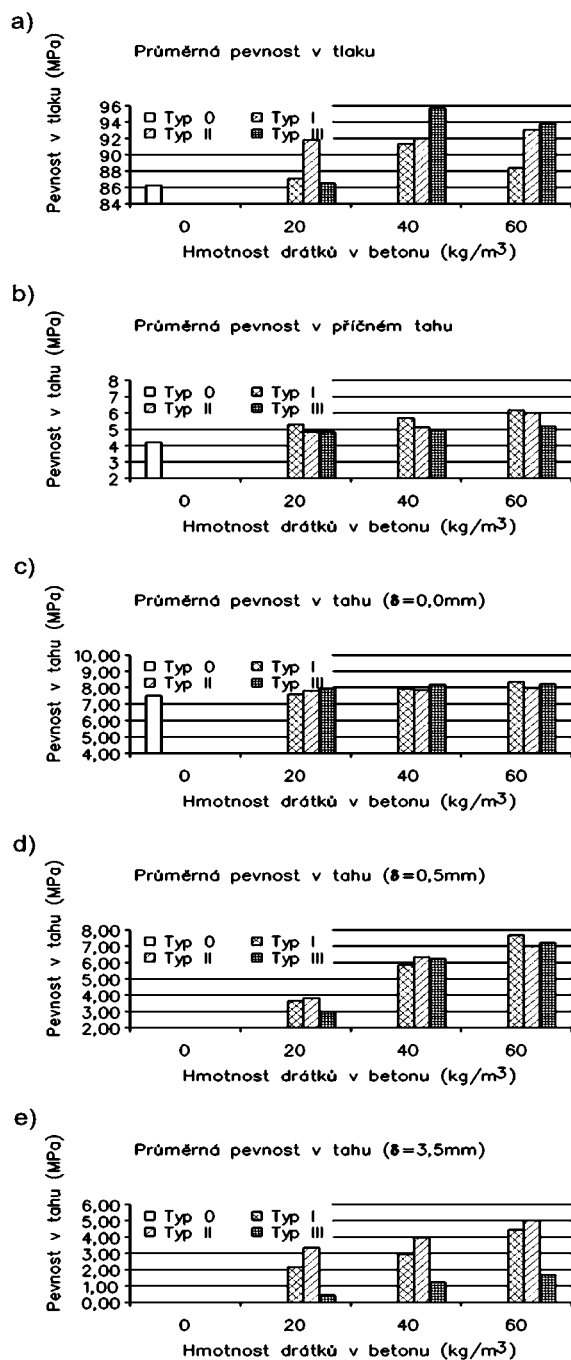 a)
Průměrná pevnost v tlaku
Pevnost v tlaku (MPa)
96
94
92
90
88
86
84
Typ 0
Typ I
Typ II
Typ III
0 20 40 60
Hmotnost drátků v betonu (kg/m³)
b)
Průměrná pevnost v příčném tahu
Pevnost v tahu (MPa)
8
7
6
5
4
3
2
Typ 0
Typ I
Typ II
Typ III
0 20 40 60
Hmotnost drátků v betonu (kg/m³)
c)
Průměrná pevnost v tahu (δ=0,0mm)
Pevnost v tahu (MPa)
10,00
9,00
8,00
7,00
6,00
5,00
4,00
Typ 0
Typ I
Typ II
Typ III
0 20 40 60
Hmotnost drátků v betonu (kg/m³)
d)
Průměrná pevnost v tahu (δ=0,5mm)
Pevnost v tahu (MPa)
8,00
7,00
6,00
5,00
4,00
3,00
2,00
Typ 0
Typ I
Typ II
Typ III
0 20 40 60
Hmotnost drátků v betonu (kg/m³)
e)
Průměrná pevnost v tahu (δ=3,5mm)
Pevnost v tahu (MPa)
6,00
5,00
4,00
3,00
2,00
1,00
0,00
Typ 0
Typ I
Typ II
Typ III
0 20 40 60
Hmotnost drátků v betonu (kg/m³)